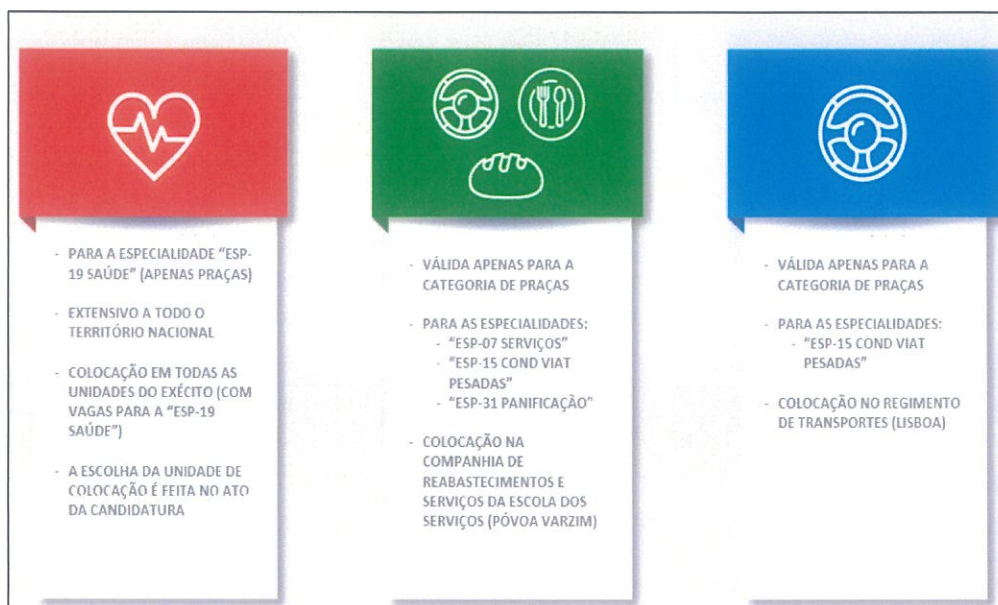 - PARA A ESPECIALIDADE "ESP-
19 SAÚDE" (APENAS PRAÇAS)
- EXTENSIVO A TODO O
TERRITÓRIO NACIONAL
- COLOCAÇÃO EM TODAS AS
UNIDADES DO EXÉCITO (COM
VAGAS PARA A "ESP-19
SAÚDE")
- A ESCOLHA DA UNIDADE DE
COLOCAÇÃO É FEITA NO ATO
DA CANDIDATURA
- VÁLIDA APENAS PARA A
CATEGORIA DE PRAÇAS
- PARA AS ESPECIALIDADES:
- "ESP-07 SERVIÇOS"
- "ESP-15 COND VIAT
PESADAS"
- "ESP-31 PANIFICAÇÃO"
- COLOCAÇÃO NA
COMPANHIA DE
REABASTECIMENTOS E
SERVIÇOS DA ESCOLA DOS
SERVIÇOS (PÓVOA VARZIM)
- VÁLIDA APENAS PARA A
CATEGORIA DE PRAÇAS
- PARA AS ESPECIALIDADES:
- "ESP-15 COND VIAT
PESADAS"
- COLOCAÇÃO NO REGIMENTO
DE TRANSPORTES (LISBOA)